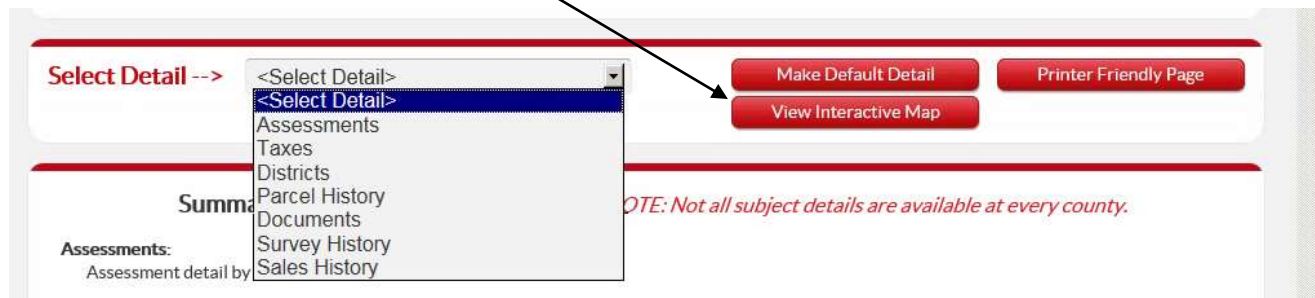 Select Detail --> <Select Detail> Make Default Detail Printer Friendly Page
<Select Detail>
View Interactive Map
Assessments
Taxes
Districts
Parcel History
Summa OTE: Not all subject details are available at every county.
Documents
Assessments: Survey History
Assessment detail by Sales History